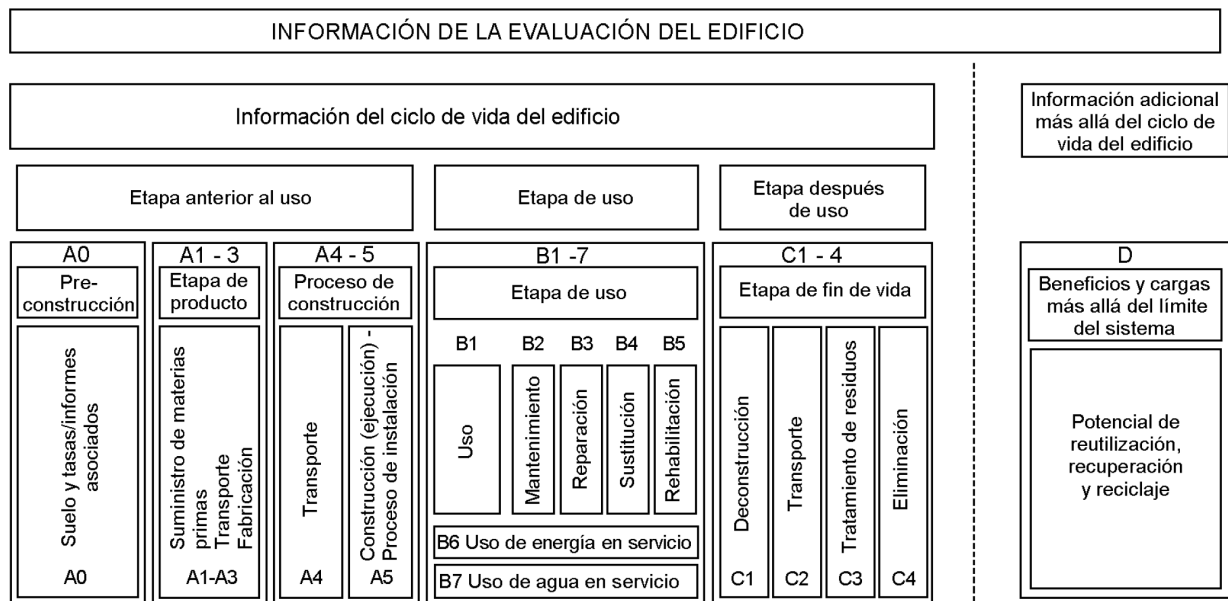 INFORMACIÓN DE LA EVALUACIÓN DEL EDIFICIO
Información del ciclo de vida del edificio
Información adicional
más allá del ciclo de
vida del edificio
Etapa anterior al uso
Etapa de uso
Etapa después
de uso
A0
Pre-
construcción
Suelo y tasas/informes
asociados
A0
A1 - 3
Etapa de
producto
Suministro de materias
primas
Transporte
Fabricación
A1-A3
A4 - 5
Proceso de
construcción
Transporte
A4
Construcción (ejecución) -
Proceso de instalación
A5
B1 -7
Etapa de uso
B1
Uso
B2
Mantenimiento
B3
Reparación
B4
Sustitución
B5
Rehabilitación
B6 Uso de energía en servicio
B7 Uso de agua en servicio
C1 - 4
Etapa de fin de vida
Deconstrucción
C1
Transporte
C2
Tratamiento de residuos
C3
Eliminación
C4
D
Beneficios y cargas
más allá del límite
del sistema
Potencial de
reutilización,
recuperación
y reciclaje